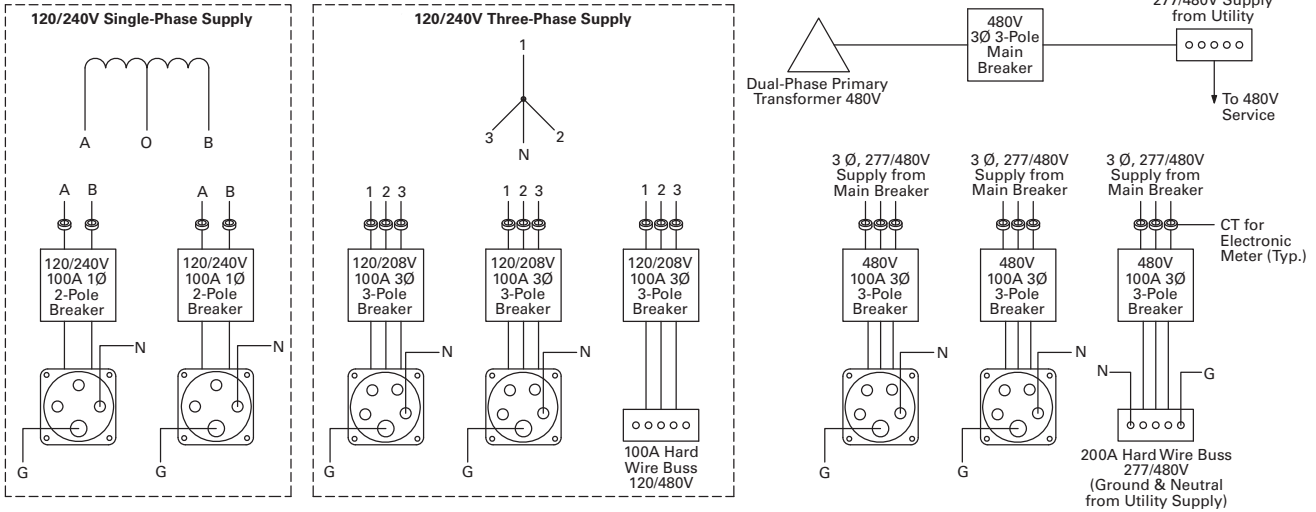 120/240V Single-Phase Supply
A
O
B
A B
A B
120/240V
100A 1Ø
2-Pole
Breaker
120/240V
100A 1Ø
2-Pole
Breaker
N
N
G
G
120/240V Three-Phase Supply
1
3
2
N
1 2 3
1 2 3
1 2 3
120/208V
100A 3Ø
3-Pole
Breaker
120/208V
100A 3Ø
3-Pole
Breaker
120/208V
100A 3Ø
3-Pole
Breaker
N
N
G
G
100A Hard
Wire Buss
120/480V
Dual-Phase Primary
Transformer 480V
480V
3Ø 3-Pole
Main
Breaker
277/480V Supply
from Utility
To 480V
Service
3 Ø, 277/480V
Supply from
Main Breaker
3 Ø, 277/480V
Supply from
Main Breaker
3 Ø, 277/480V
Supply from
Main Breaker
CT for
Electronic
Meter (Typ.)
480V
100A 3Ø
3-Pole
Breaker
480V
100A 3Ø
3-Pole
Breaker
480V
100A 3Ø
3-Pole
Breaker
N
N
N
G
G
G
200A Hard Wire Buss
277/480V
(Ground & Neutral
from Utility Supply)